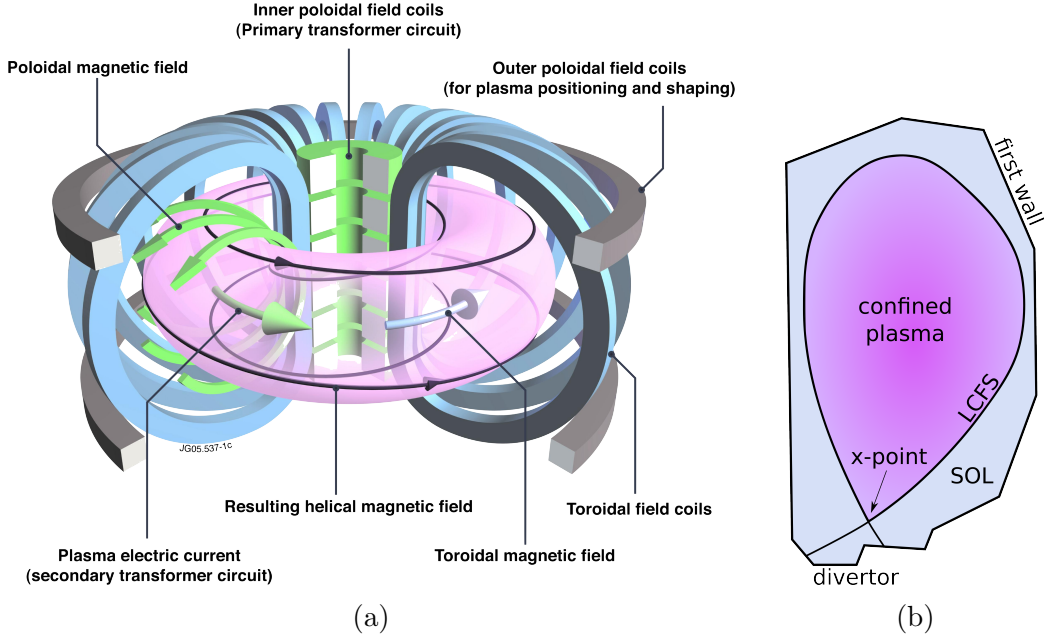 Inner poloidal field coils
(Primary transformer circuit)
Poloidal magnetic field
Outer poloidal field coils
(for plasma positioning and shaping)
JG05.537-1c
Resulting helical magnetic field
Toroidal field coils
Plasma electric current
(secondary transformer circuit)
Toroidal magnetic field
(a)
first wall
confined
plasma
LCFS
x-point
SOL
divertor
(b)